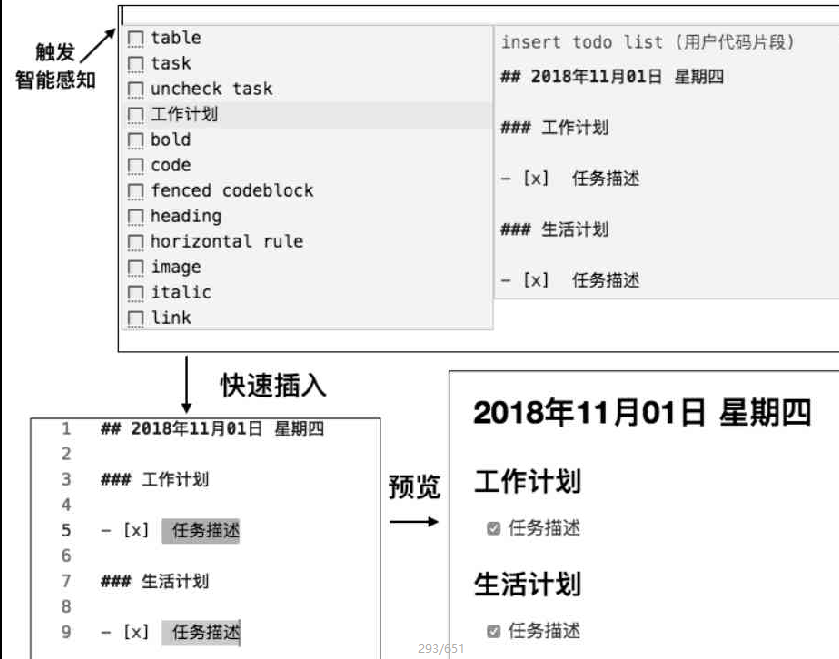 触发
智能感知
table
task
uncheck task
工作计划
bold
code
fenced codeblock
heading
horizontal rule
image
italic
link
insert todo list (用户代码片段)
## 2018年11月01日 星期四
### 工作计划
- [x] 任务描述
### 生活计划
- [x] 任务描述
快速插入
1 ## 2018年11月01日 星期四
2
3 ### 工作计划
4
5 - [x] 任务描述
6
7 ### 生活计划
8
9 - [x] 任务描述
预览
2018年11月01日 星期四
工作计划
任务描述
生活计划
任务描述
293/651